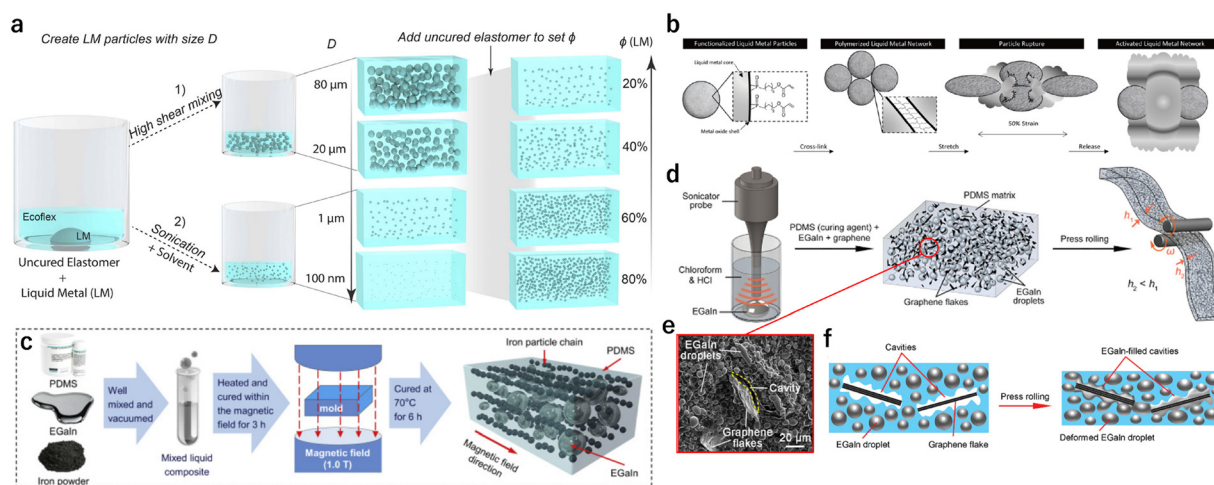 a
Create LM particles with size D
1)
High shear mixing
2)
Sonication
+ solvent
Ecoflex
LM
Uncured Elastomer
+
Liquid Metal (LM)
D
80 μm
20 μm
1 μm
100 nm
Add uncured elastomer to set ϕ
ϕ (LM)
20%
40%
60%
80%
b
Functionalized Liquid Metal Particles
Liquid metal core
Metal oxide shell
Cross-link
Polymerized Liquid Metal Network
Stretch
Particle Rupture
50% Strain
Release
Activated Liquid Metal Network
c
PDMS
EGaIn
Iron powder
Well
mixed and
vacuumed
Mixed liquid
composite
Heated and
cured within
the magnetic
field for 3 h
mold
Magnetic field
(1.0 T)
Cured at
70°C
for 6 h
Iron particle chain
PDMS
Magnetic field
direction
EGaIn
d
Sonicator
probe
Chloroform
& HCl
EGaIn
PDMS (curing agent) +
EGaIn + graphene
PDMS matrix
Graphene flakes
EGaIn
droplets
Press rolling
h1
ω
h2
h2 < h1
e
EGaIn
droplets
Cavity
Graphene
flakes
20 μm
f
Cavities
EGaIn droplet
Graphene flake
Press rolling
EGaIn-filled cavities
Deformed EGaIn droplet